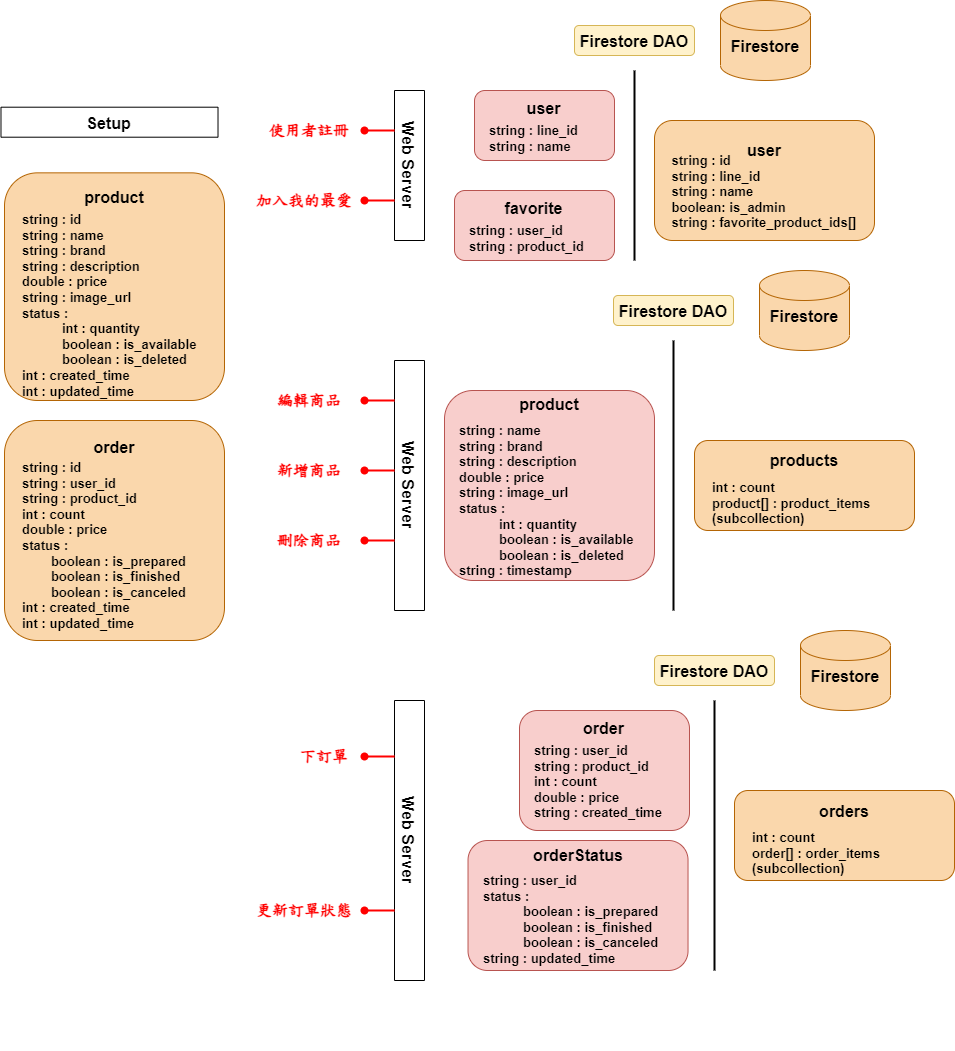 Setup
product
string : id
string : name
string : brand
string : description
double : price
string : image_url
status :
int : quantity
boolean : is_available
boolean : is_deleted
int : created_time
int : updated_time
order
string : id
string : user_id
string : product_id
int : count
double : price
status :
boolean : is_prepared
boolean : is_finished
boolean : is_canceled
int : created_time
int : updated_time
使用者註冊
加入我的最愛
Web Server
user
string : line_id
string : name
favorite
string : user_id
string : product_id
Firestore DAO
Firestore
user
string : id
string : line_id
string : name
boolean: is_admin
string : favorite_product_ids[]
編輯商品
新增商品
刪除商品
Web Server
product
string : name
string : brand
string : description
double : price
string : image_url
status :
int : quantity
boolean : is_available
boolean : is_deleted
string : timestamp
Firestore DAO
Firestore
products
int : count
product[] : product_items
(subcollection)
下訂單
更新訂單狀態
Web Server
order
string : user_id
string : product_id
int : count
double : price
string : created_time
orderStatus
string : user_id
status :
boolean : is_prepared
boolean : is_finished
boolean : is_canceled
string : updated_time
Firestore DAO
Firestore
orders
int : count
order[] : order_items
(subcollection)